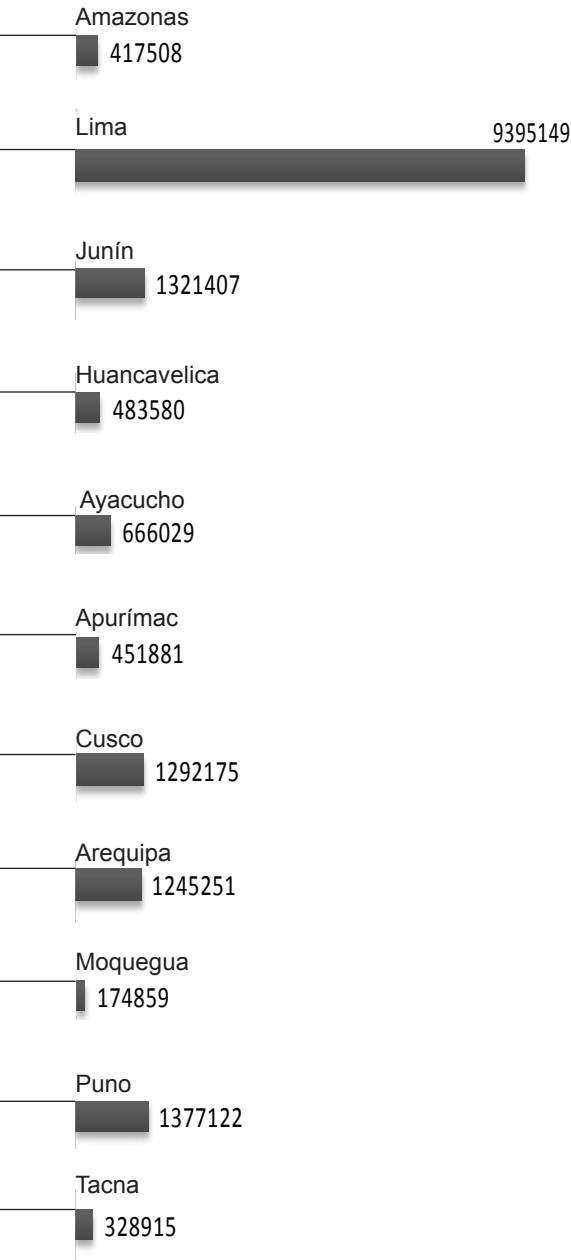 Amazonas
417508
Lima
9395149
Junín
1321407
Huancavelica
483580
Ayacucho
666029
Apurímac
451881
Cusco
1292175
Arequipa
1245251
Moquegua
174859
Puno
1377122
Tacna
328915